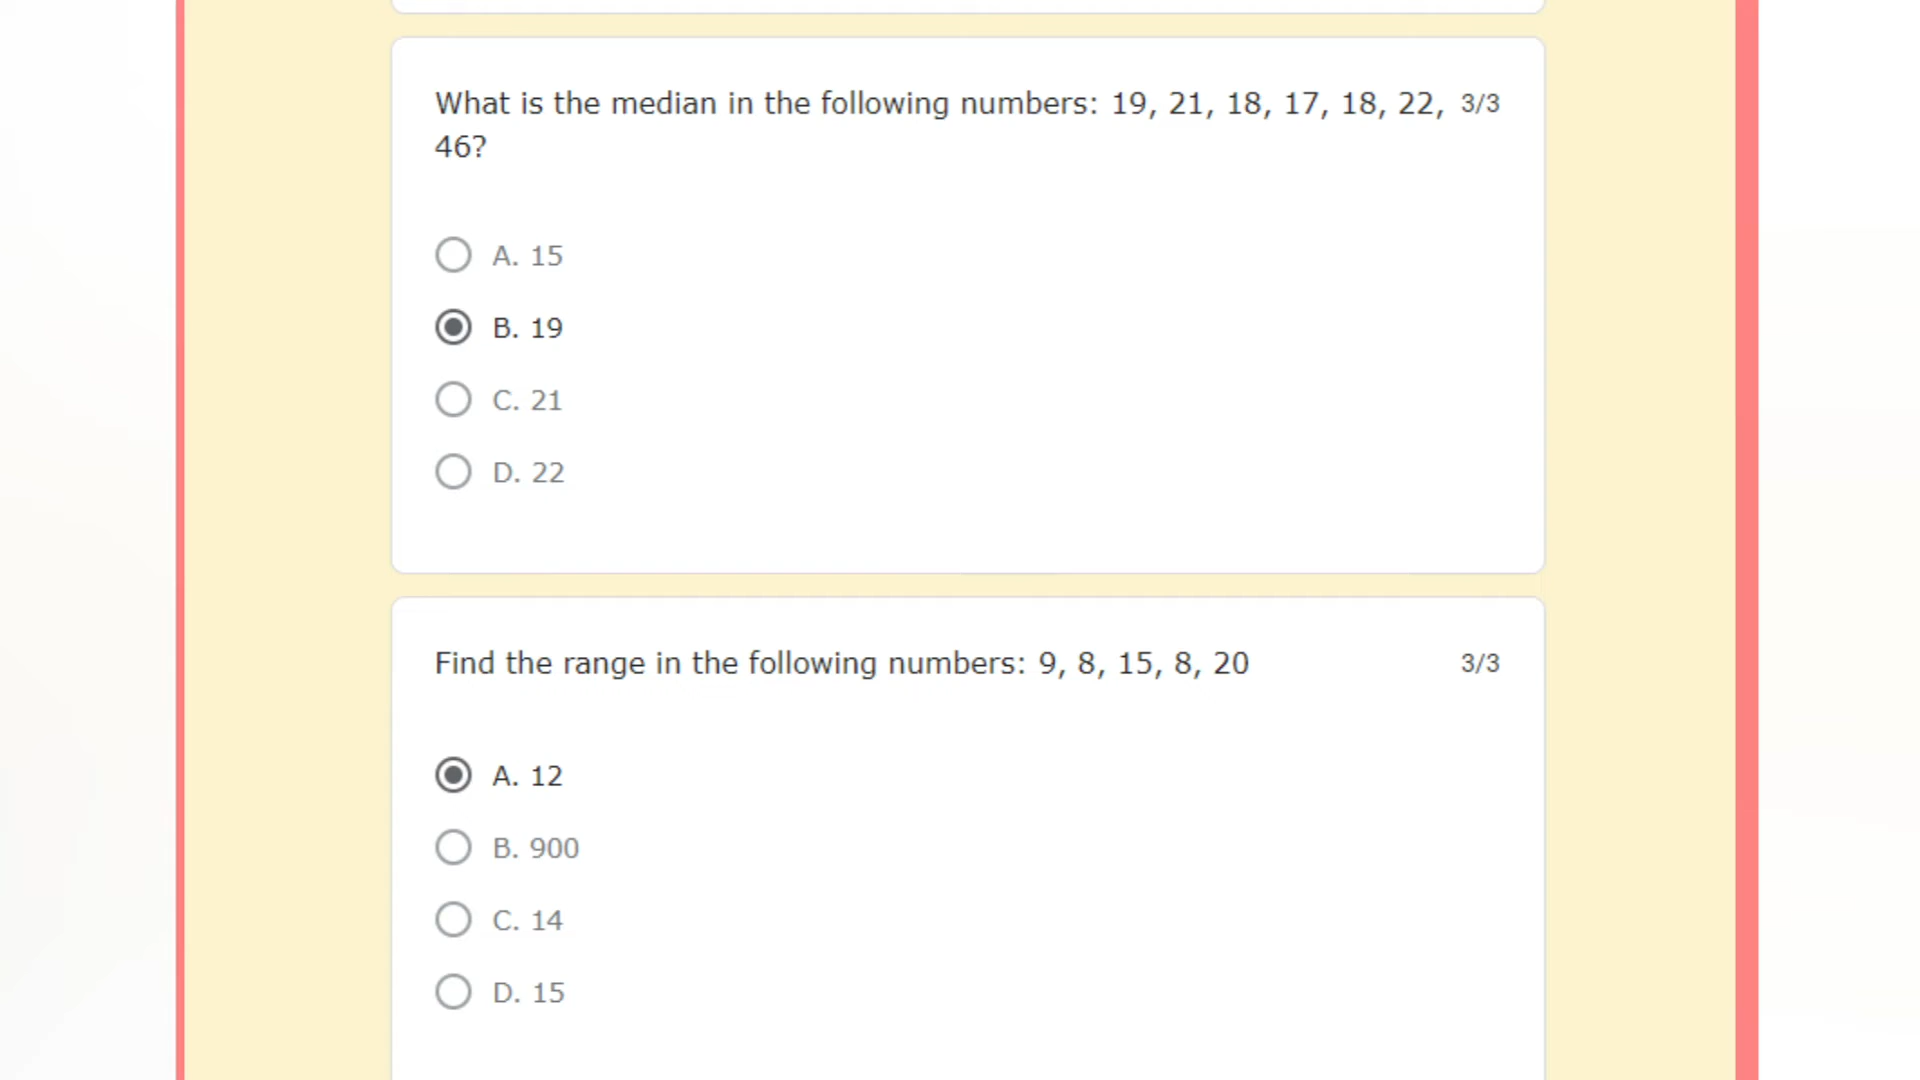 What is the median in the following numbers: 19, 21, 18, 17, 18, 22, 3/3
46?
A. 15
B. 19
C. 21
D. 22
Find the range in the following numbers: 9, 8, 15, 8, 20 3/3
A. 12
B. 900
C. 14
D. 15